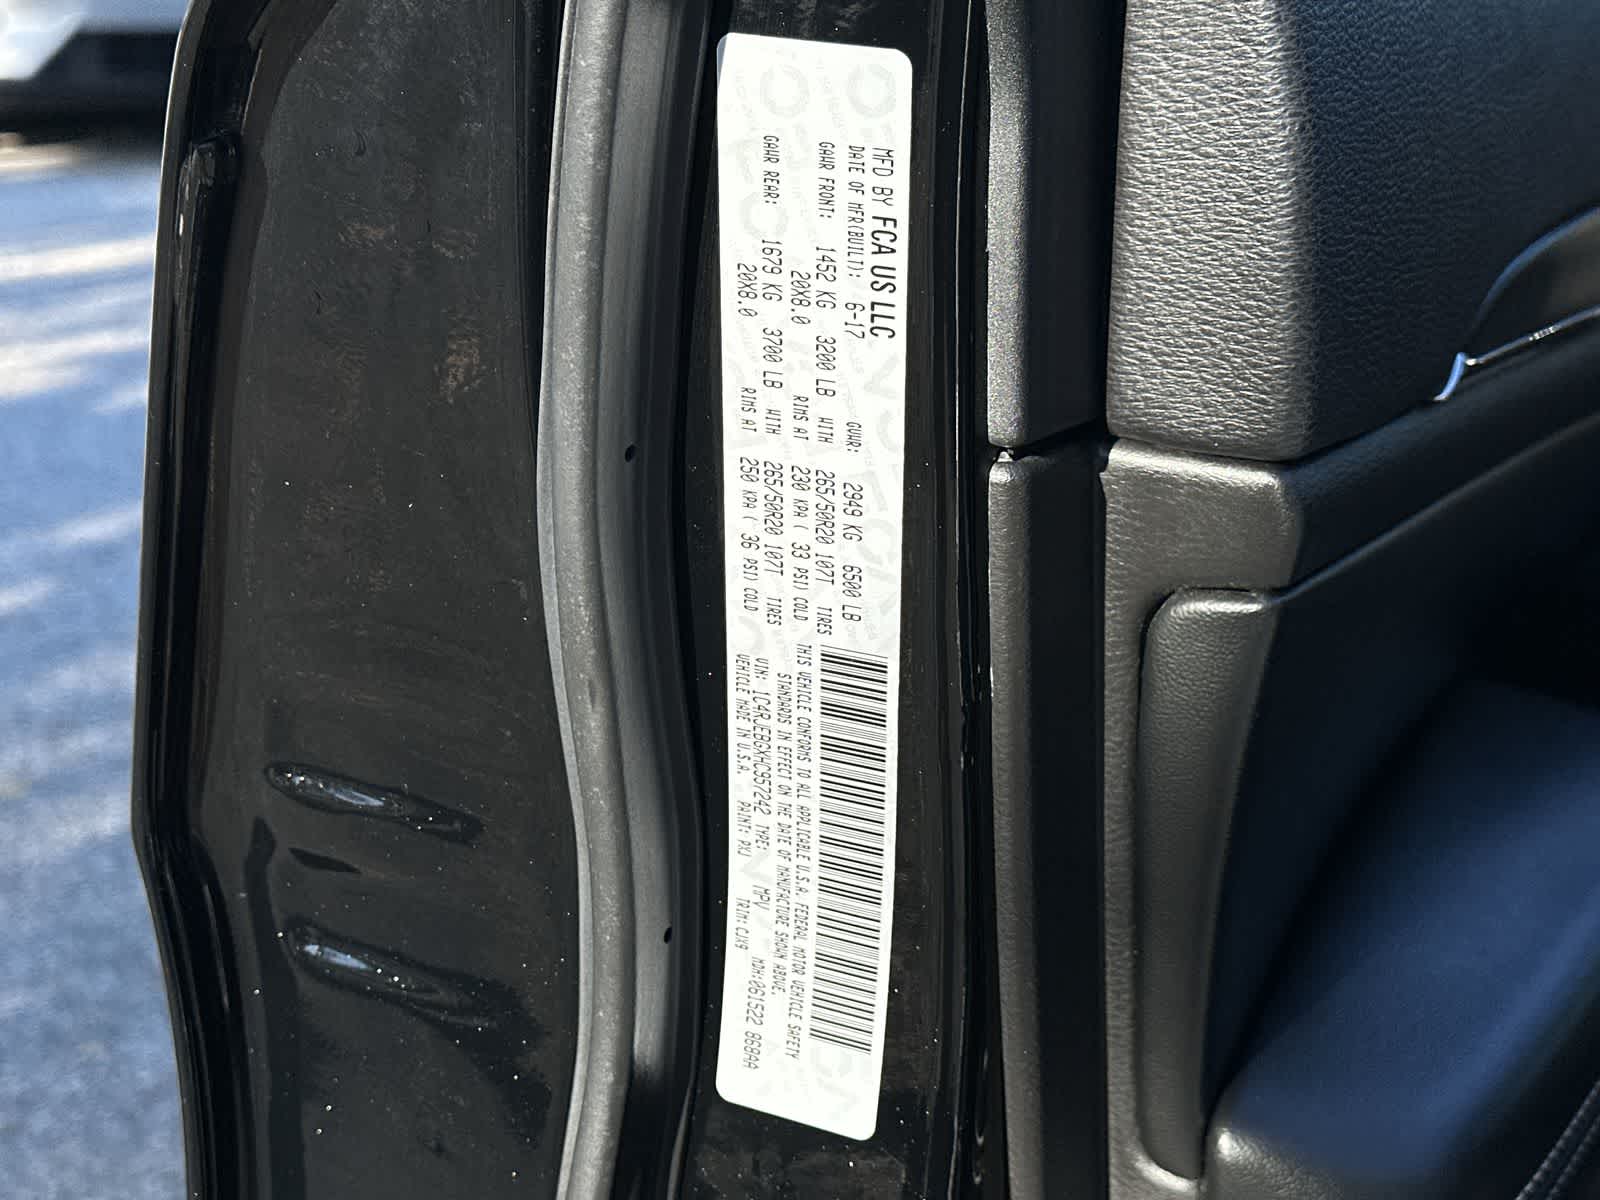 MFD BY FCA US LLC
DATE OF MFR(BUILT): 6-17 GVWR: 2949 KG 6500 LB
GAWR FRONT: 1452 KG 3200 LB WITH 265/50R20 107T TIRES
20X8.0 RIMS AT 230 KPA ( 33 PSI) COLD
GAWR REAR: 1679 KG 3700 LB WITH 265/50R20 107T TIRES
20X8.0 RIMS AT 250 KPA ( 36 PSI) COLD
THIS VEHICLE CONFORMS TO ALL APPLICABLE U.S.A. FEDERAL MOTOR VEHICLE SAFETY
STANDARDS IN EFFECT ON THE DATE OF MANUFACTURE SHOWN ABOVE.
VIN: 1C4RJEBGXHC957242 TYPE: MPV MDH:061522 868AA
VEHICLE MADE IN U.S.A. PAINT: PXJ TRIM: CJX9